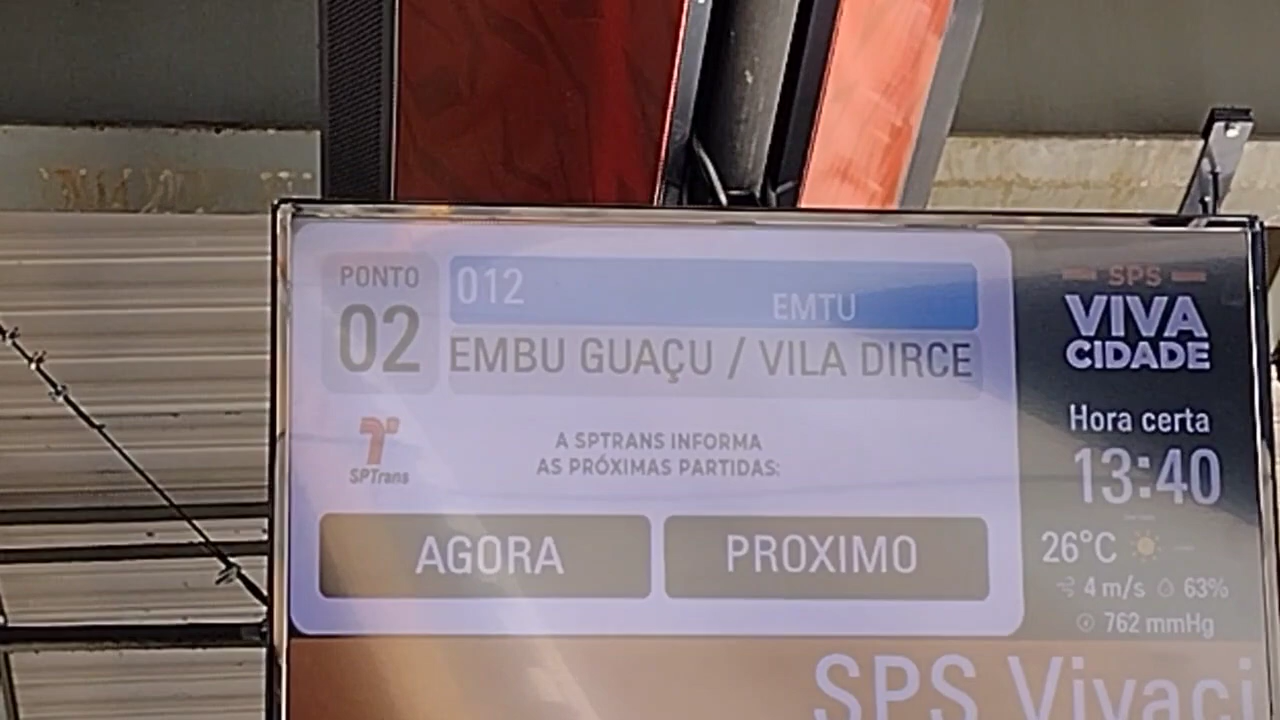 PONTO
02
012
EMTU
EMBU GUAÇU / VILA DIRCE
SPTrans
A SPTRANS INFORMA
AS PRÓXIMAS PARTIDAS:
AGORA
PROXIMO
SPS
VIVA
CIDADE
Hora certa
13:40
26°C
4 m/s 63%
762 mmHg
SPS Vivaci